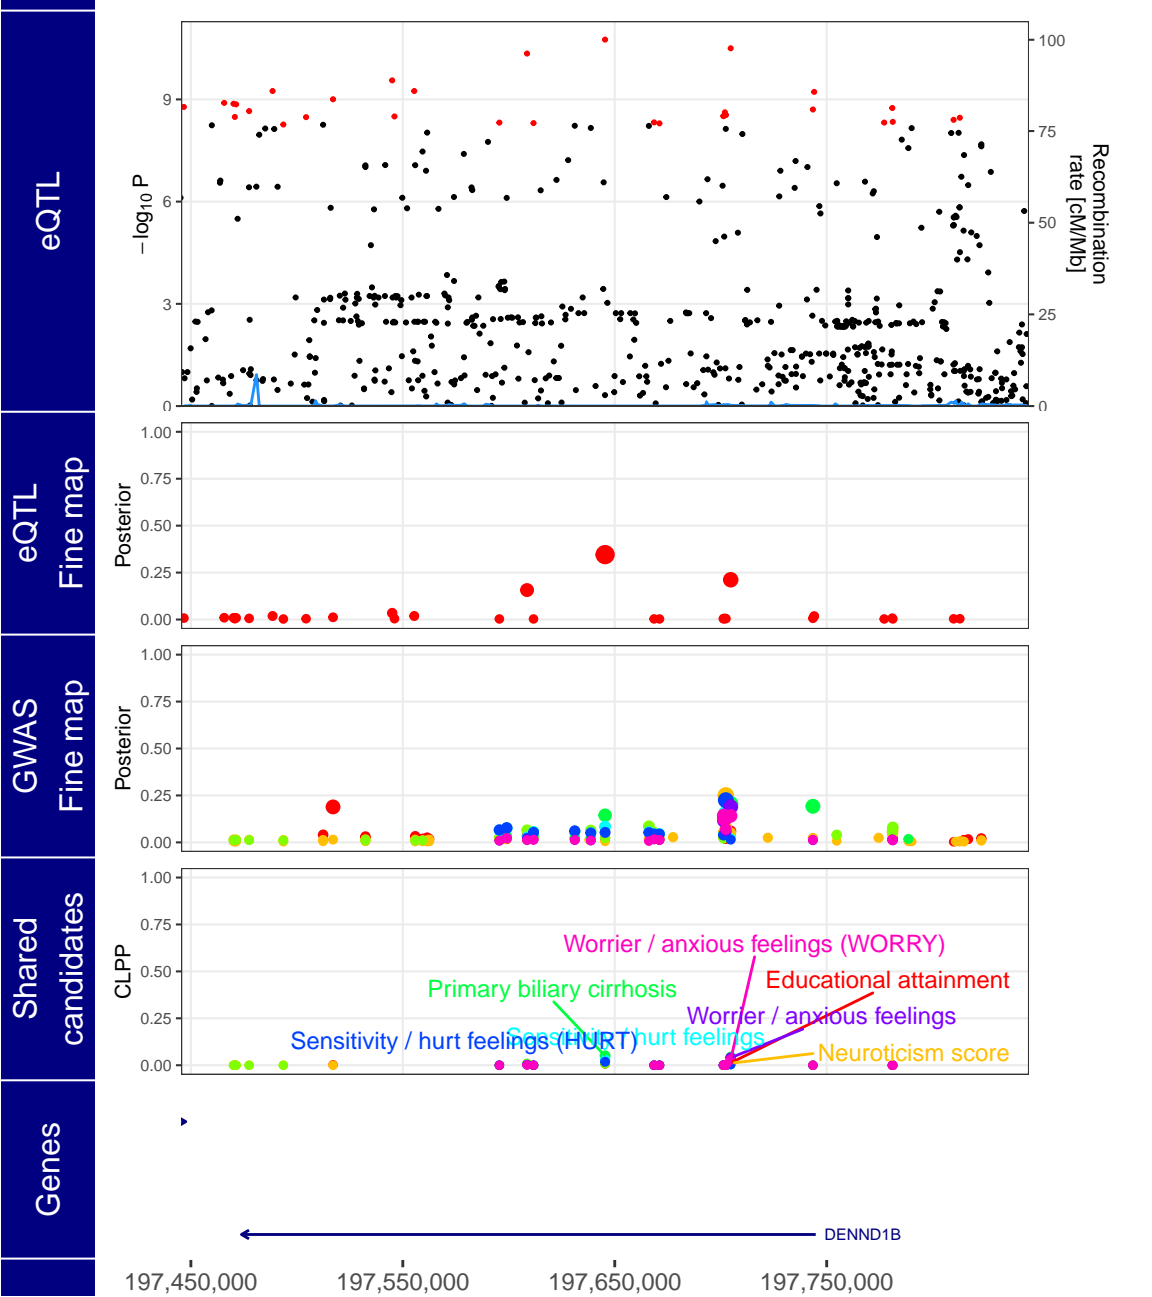 eQTL
−log10 P
9
6
3
0
100
75
50
25
0
Recombination
rate [cM/Mb]
eQTL
Fine map
Posterior
1.00
0.75
0.50
0.25
0.00
GWAS
Fine map
Posterior
1.00
0.75
0.50
0.25
0.00
Shared
candidates
CLPP
1.00
0.75
0.50
0.25
0.00
Worrier / anxious feelings (WORRY)
Educational attainment
Primary biliary cirrhosis
Worrier / anxious feelings
Sensitivity / hurt feelings
Sensitivity / hurt feelings (HURT)
Neuroticism score
Genes
DENND1B
197,450,000
197,550,000
197,650,000
197,750,000